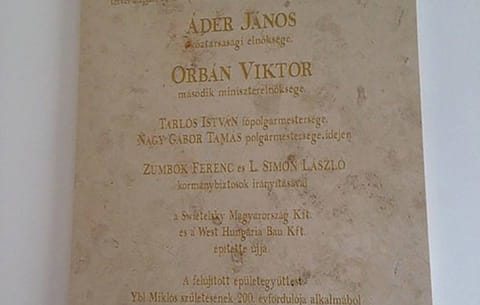 ÁDER JÁNOS
köztársasági elnöksége,
ORBÁN VIKTOR
második miniszterelnöksége,
TARLÓS ISTVÁN főpolgármestersége,
NAGY GÁBOR TAMÁS polgármestersége idején
ZUMBOK FERENC és L. SIMON LÁSZLÓ
kormánybiztosok irányításával
a Swietelsky Magyarország Kft.
és a West Hungária Bau Kft.
építette újjá.
A felújított épületegyüttest
Ybl Miklós születésének 200. évfordulója alkalmából